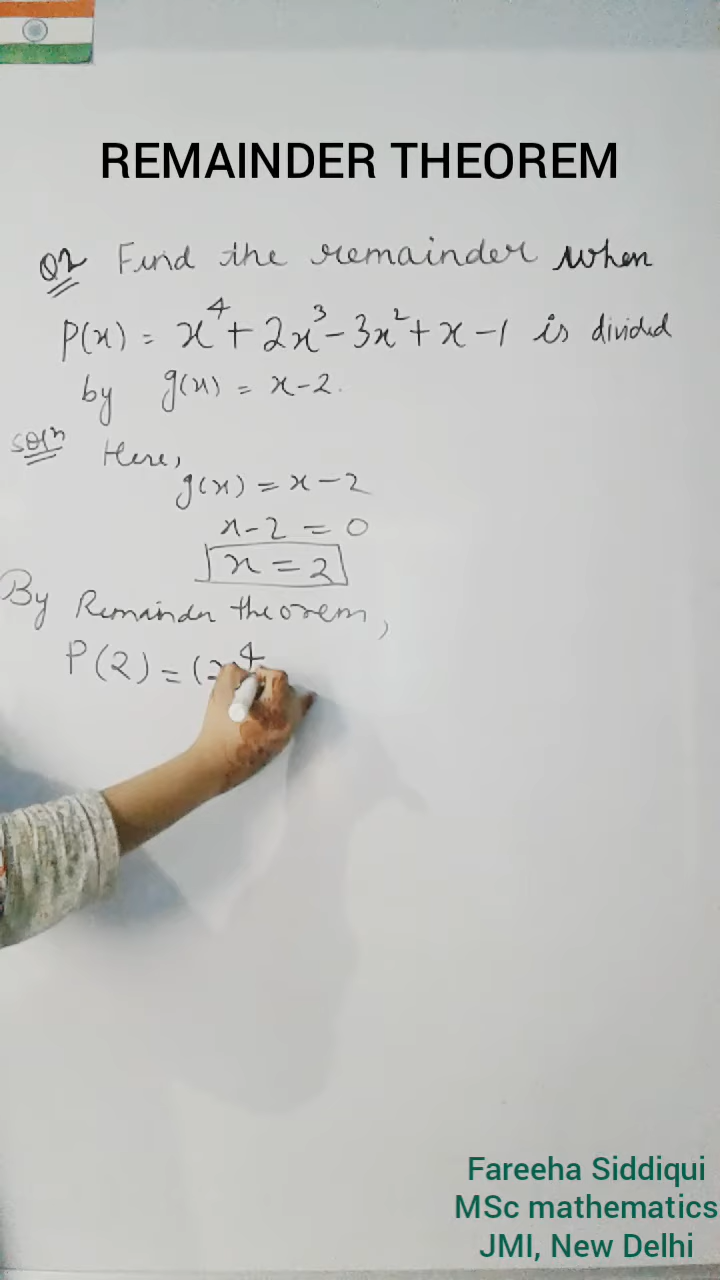 REMAINDER THEOREM
Q2 Find the remainder when
P(x) = x⁴ + 2x³ - 3x² + x - 1 is divided
by g(x) = x-2.
Soln Here,
g(x) = x - 2
x - 2 = 0
x = 2
By Remainder theorem,
P(2) = (2)⁴
Fareeha Siddiqui
MSc mathematics
JMI, New Delhi